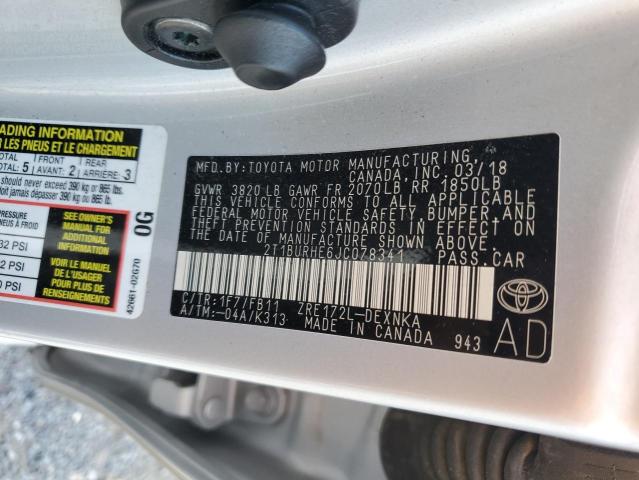 ADING INFORMATION
R LES PNEUS ET LE CHARGEMENT
TOTAL 5 FRONT AVANT: 2 REAR ARRIÈRE: 3
should never exceed 390 kg or 865 lbs.
doit jamais dépasser 390 kg ou 865 lb.
PRESSURE
PNEUS À FROID
32 PSI
2 PSI
PSI
SEE OWNER'S
MANUAL
FOR ADDITIONAL
INFORMATION
VOIR LE MANUEL
DE L'USAGER
POUR PLUS DE
RENSEIGNEMENTS
0G
42661-02G70
MFD.BY:TOYOTA MOTOR MANUFACTURING,
CANADA, INC. 03/18
GVWR 3820LB GAWR FR 2070LB RR 1850LB
THIS VEHICLE CONFORMS TO ALL APPLICABLE
FEDERAL MOTOR VEHICLE SAFETY, BUMPER, AND
THEFT PREVENTION STANDARDS IN EFFECT ON
THE DATE OF MANUFACTURE SHOWN ABOVE.
2T1BURHE6JC078341 PASS.CAR
C/TR:1F7/FB11 ZRE172L-DEXNKA
A/TM:-04A/K313 MADE IN CANADA 943
AD